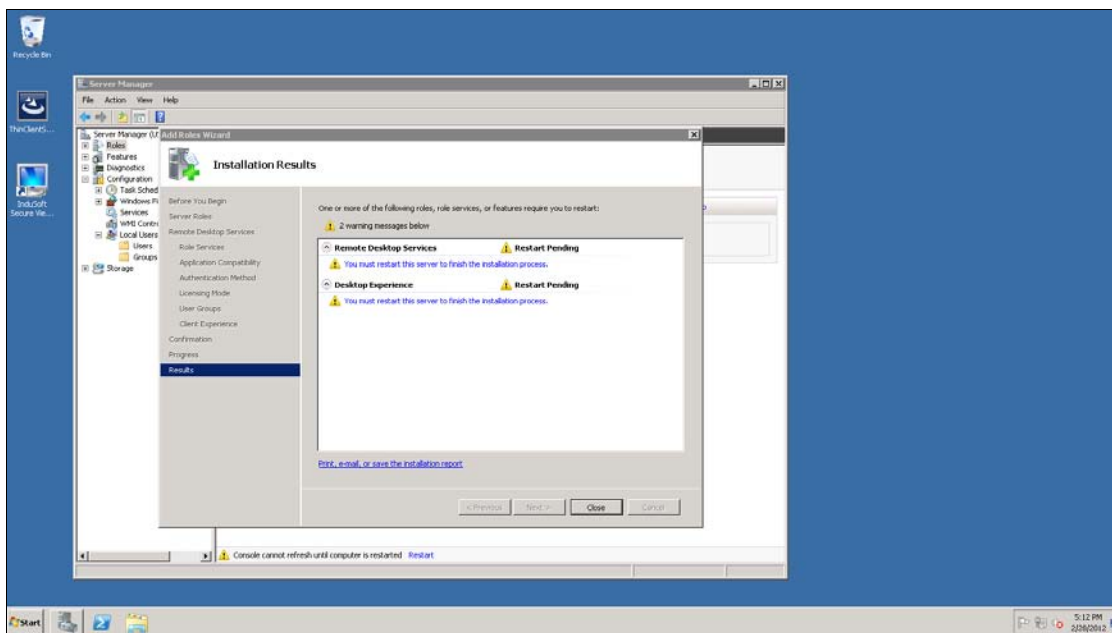 Recycle Bin
ThinClientS...
InduSoft
Secure Vie...
Server Manager
File Action View Help
Server Manager (UT
Roles
Features
Diagnostics
Configuration
Task Sched
Windows Fi
Services
WMI Contro
Local Users
Users
Groups
Storage
Add Roles Wizard
Installation Results
Before You Begin
Server Roles
Remote Desktop Services
Role Services
Application Compatibility
Authentication Method
Licensing Mode
User Groups
Client Experience
Confirmation
Progress
Results
One or more of the following roles, role services, or features require you to restart:
2 warning messages below
Remote Desktop Services Restart Pending
You must restart this server to finish the installation process.
Desktop Experience Restart Pending
You must restart this server to finish the installation process.
Print, e-mail, or save the installation report
< Previous Next > Close Cancel
Console cannot refresh until computer is restarted Restart
Start
5:12 PM
2/28/2012